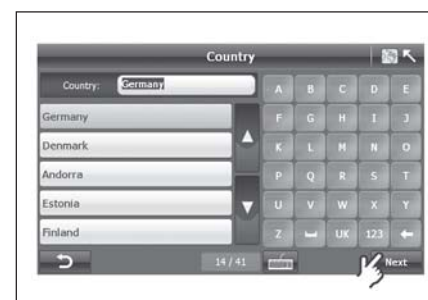 Country
Country: Germany
A B C D E
Germany
F G H I J
Denmark
K L M N O
Andorra
P Q R S T
Estonia
U V W X Y
Finland
Z UK 123
14 / 41
Next